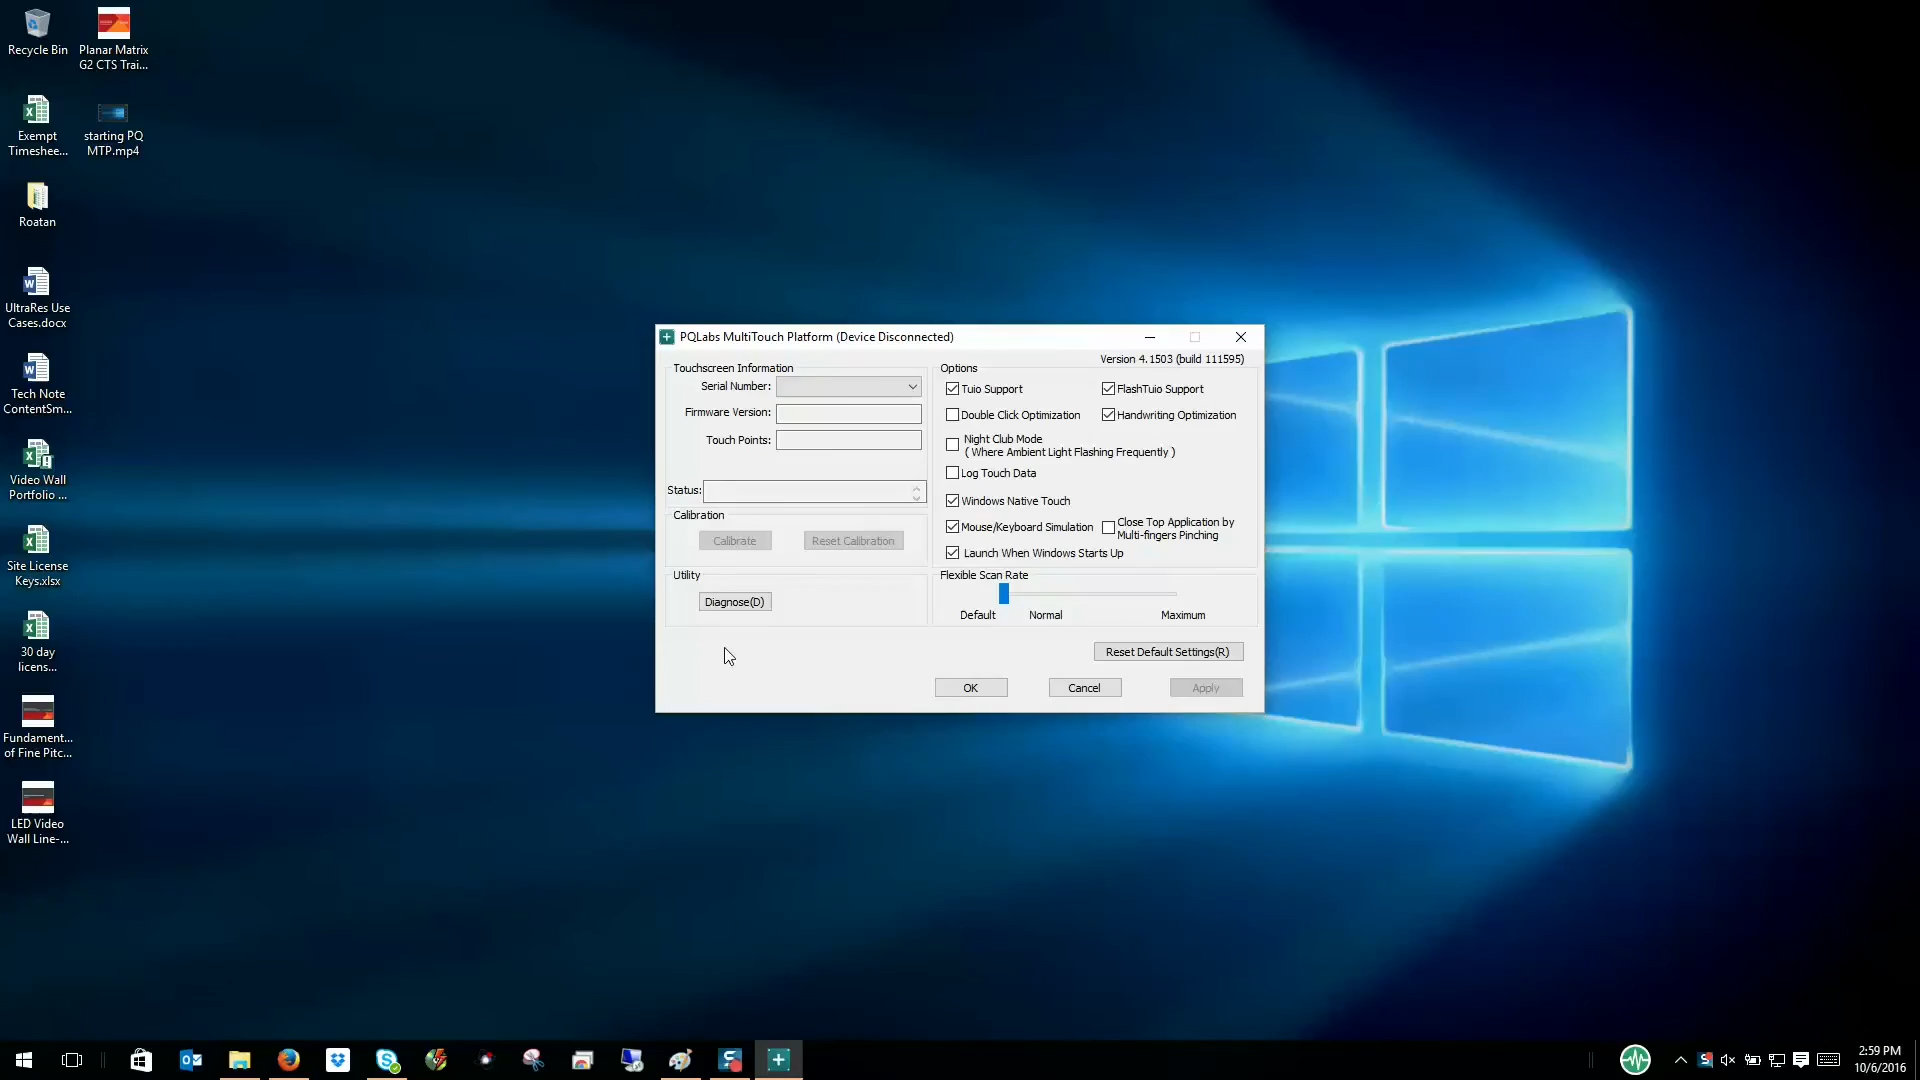 Recycle Bin
Planar Matrix
G2 CTS Trai...
Exempt
Timeshee...
starting PQ
MTP.mp4
Roatan
UltraRes Use
Cases.docx
Tech Note
ContentSm...
Video Wall
Portfolio ...
Site License
Keys.xlsx
30 day
licens...
Fundament...
of Fine Pitc...
LED Video
Wall Line-...
PQLabs MultiTouch Platform (Device Disconnected)
Version 4.1503 (build 111595)
Touchscreen Information
Serial Number:
Firmware Version:
Touch Points:
Status:
Calibration
Calibrate
Reset Calibration
Utility
Diagnose(D)
Options
Tuio Support
FlashTuio Support
Double Click Optimization
Handwriting Optimization
Night Club Mode
( Where Ambient Light Flashing Frequently )
Log Touch Data
Windows Native Touch
Mouse/Keyboard Simulation
Close Top Application by
Multi-fingers Pinching
Launch When Windows Starts Up
Flexible Scan Rate
Default
Normal
Maximum
Reset Default Settings(R)
OK
Cancel
Apply
2:59 PM
10/6/2016